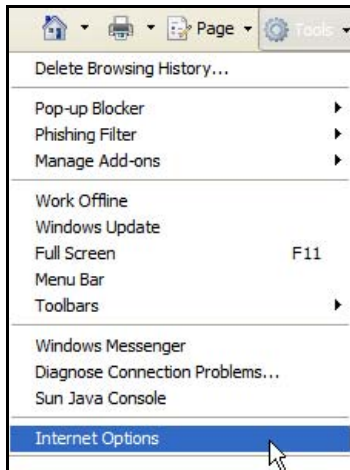 Page Tools
Delete Browsing History...
Pop-up Blocker
Phishing Filter
Manage Add-ons
Work Offline
Windows Update
Full Screen F11
Menu Bar
Toolbars
Windows Messenger
Diagnose Connection Problems...
Sun Java Console
Internet Options